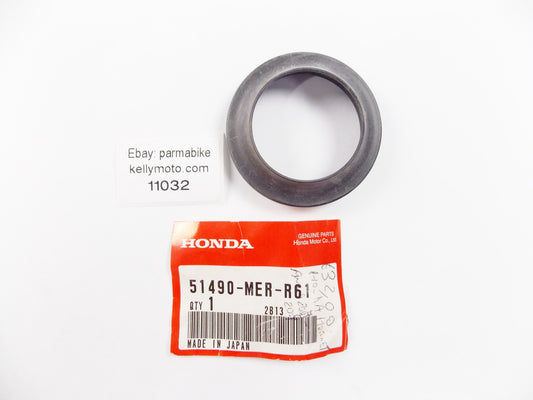 Ebay: parmabike
kellymoto.com
11032
HONDA
GENUINE PARTS
Honda Motor Co., Ltd.
51490-MER-R61
QTY 1
2B13
MADE IN JAPAN